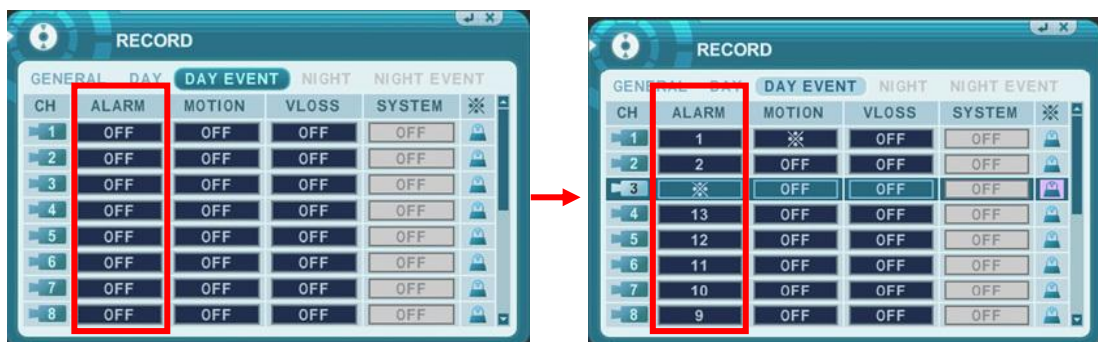 RECORD
GENERAL DAY DAY EVENT NIGHT NIGHT EVENT
CH ALARM MOTION VLOSS SYSTEM ※
1 OFF OFF OFF OFF
2 OFF OFF OFF OFF
3 OFF OFF OFF OFF
4 OFF OFF OFF OFF
5 OFF OFF OFF OFF
6 OFF OFF OFF OFF
7 OFF OFF OFF OFF
8 OFF OFF OFF OFF
RECORD
GENERAL DAY DAY EVENT NIGHT NIGHT EVENT
CH ALARM MOTION VLOSS SYSTEM ※
1 1 ※ OFF OFF
2 2 OFF OFF OFF
3 ※ OFF OFF OFF
4 13 OFF OFF OFF
5 12 OFF OFF OFF
6 11 OFF OFF OFF
7 10 OFF OFF OFF
8 9 OFF OFF OFF